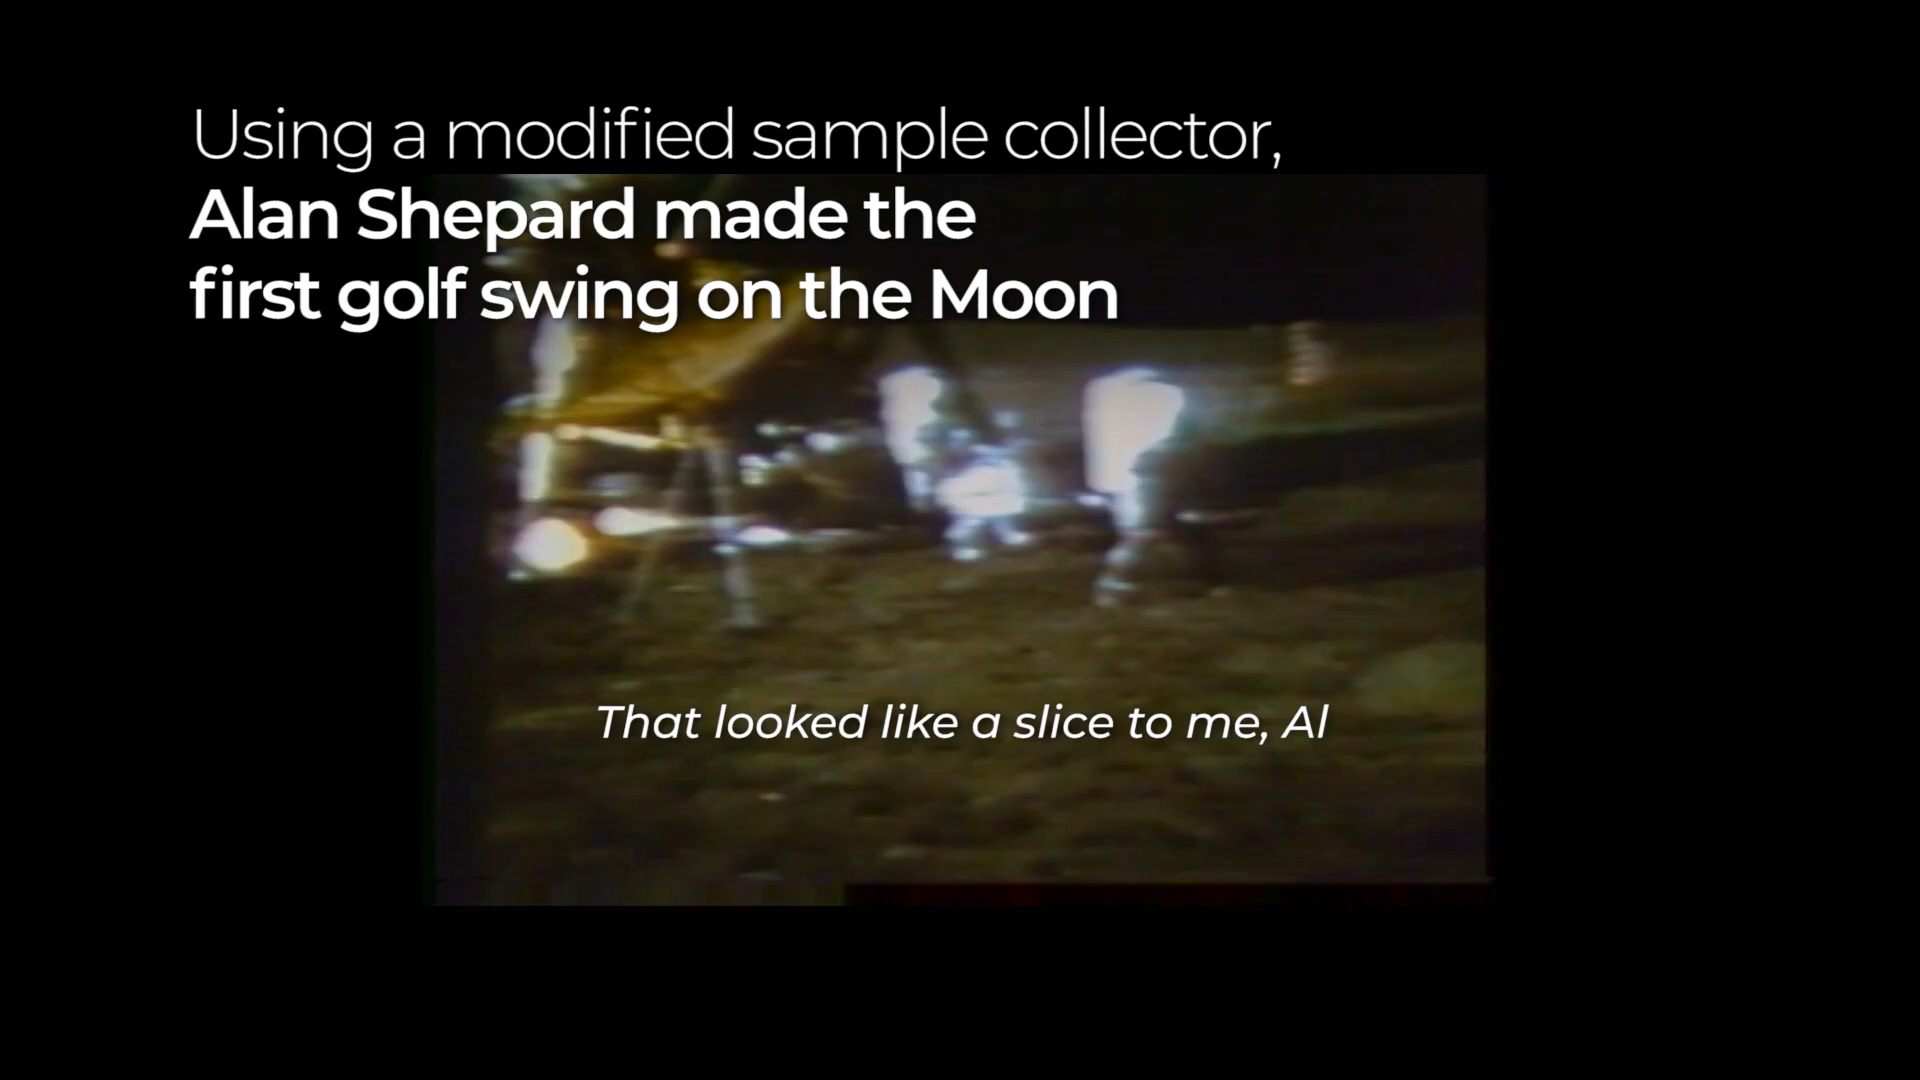 Using a modified sample collector,
Alan Shepard made the
first golf swing on the Moon
That looked like a slice to me, Al